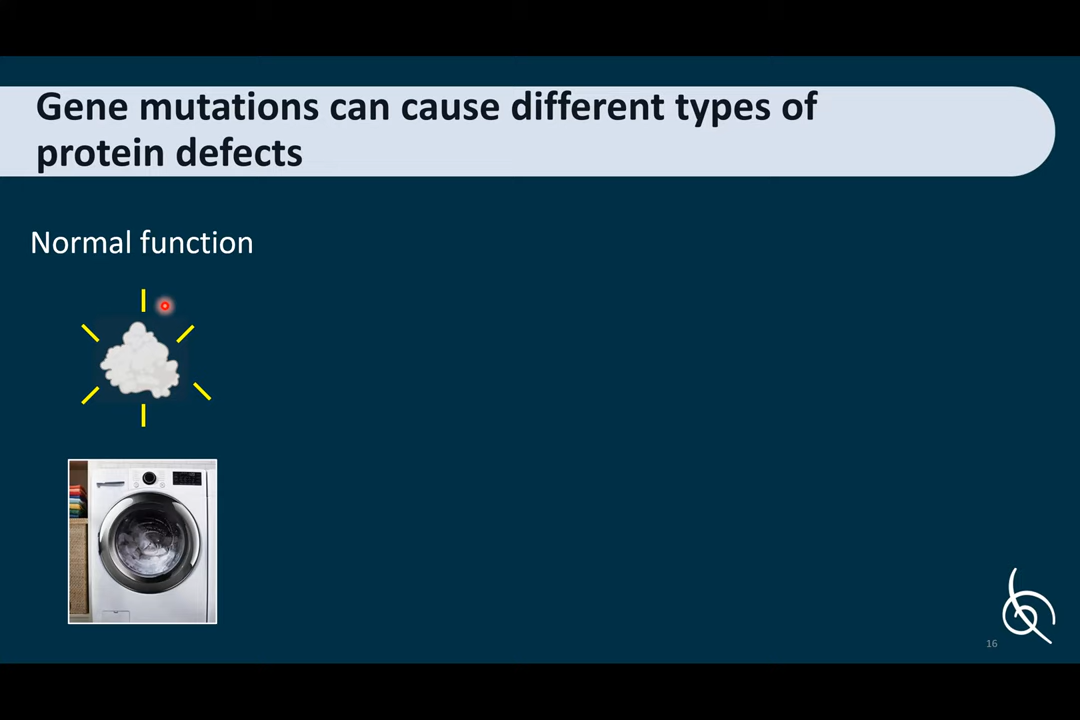 Gene mutations can cause different types of
protein defects
Normal function
16